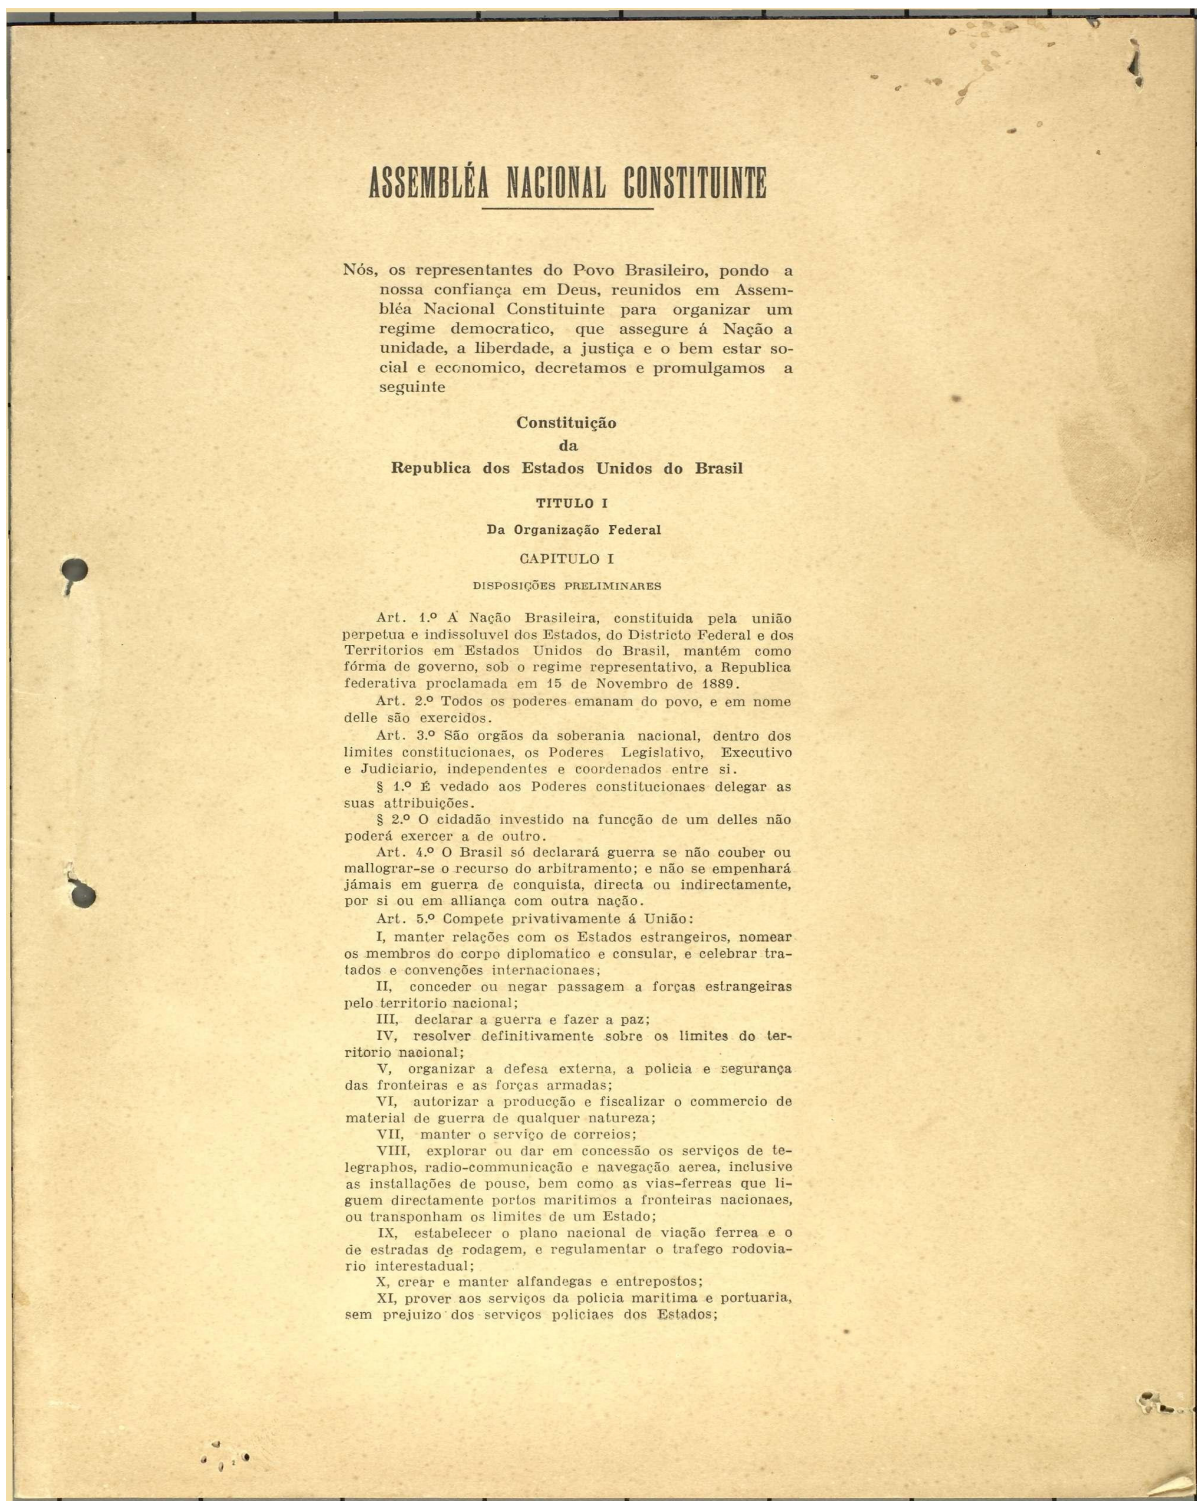 ASSEMBLÉA NACIONAL CONSTITUINTE
Nós, os representantes do Povo Brasileiro, pondo a
nossa confiança em Deus, reunidos em Assem-
bléa Nacional Constituinte para organizar um
regime democratico, que assegure á Nação a
unidade, a liberdade, a justiça e o bem estar so-
cial e economico, decretamos e promulgamos a
seguinte
Constituição
da
Republica dos Estados Unidos do Brasil
TITULO I
Da Organização Federal
CAPITULO I
DISPOSIÇÕES PRELIMINARES
Art. 1.º A Nação Brasileira, constituida pela união
perpetua e indissoluvel dos Estados, do Districto Federal e dos
Territorios em Estados Unidos do Brasil, mantém como
fórma de governo, sob o regime representativo, a Republica
federativa proclamada em 15 de Novembro de 1889.
Art. 2.º Todos os poderes emanam do povo, e em nome
delle são exercidos.
Art. 3.º São orgãos da soberania nacional, dentro dos
limites constitucionaes, os Poderes Legislativo, Executivo
e Judiciario, independentes e coordenados entre si.
§ 1.º É vedado aos Poderes constitucionaes delegar as
suas attribuições.
§ 2.º O cidadão investido na funcção de um delles não
poderá exercer a de outro.
Art. 4.º O Brasil só declarará guerra se não couber ou
mallograr-se o recurso do arbitramento; e não se empenhará
jámais em guerra de conquista, directa ou indirectamente,
por si ou em alliança com outra nação.
Art. 5.º Compete privativamente á União:
I, manter relações com os Estados estrangeiros, nomear
os membros do corpo diplomatico e consular, e celebrar tra-
tados e convenções internacionaes;
II, conceder ou negar passagem a forças estrangeiras
pelo territorio nacional;
III, declarar a guerra e fazer a paz;
IV, resolver definitivamente sobre os limites do ter-
ritorio nacional;
V, organizar a defesa externa, a policia e segurança
das fronteiras e as forças armadas;
VI, autorizar a producção e fiscalizar o commercio de
material de guerra de qualquer natureza;
VII, manter o serviço de correios;
VIII, explorar ou dar em concessão os serviços de te-
legraphos, radio-communicação e navegação aerea, inclusive
as installações de pouso, bem como as vias-ferreas que li-
guem directamente portos maritimos a fronteiras nacionaes,
ou transponham os limites de um Estado;
IX, estabelecer o plano nacional de viação ferrea e o
de estradas de rodagem, e regulamentar o trafego rodovia-
rio interestadual;
X, crear e manter alfandegas e entrepostos;
XI, prover aos serviços da policia maritima e portuaria,
sem prejuizo dos serviços policiaes dos Estados;